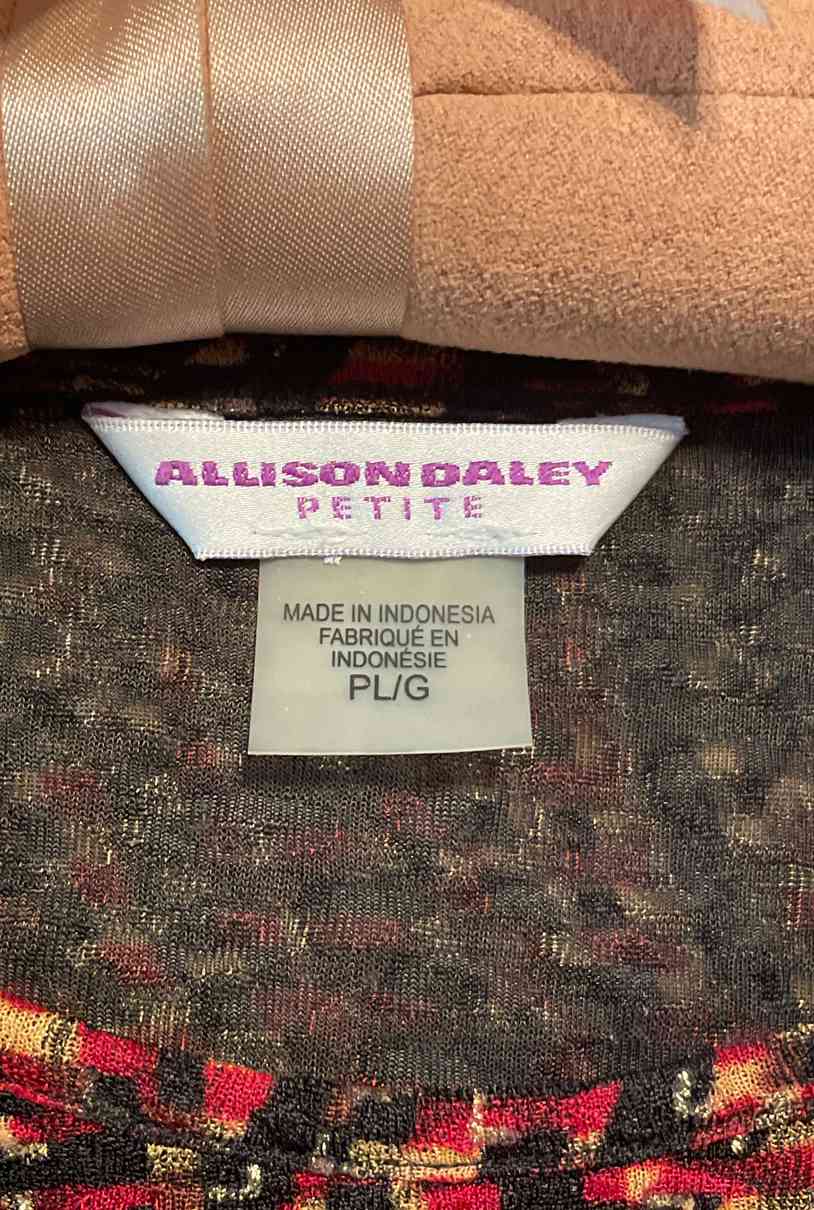 ALLISON DALEY
PETITE
MADE IN INDONESIA
FABRIQUÉ EN
INDONÉSIE
PL/G